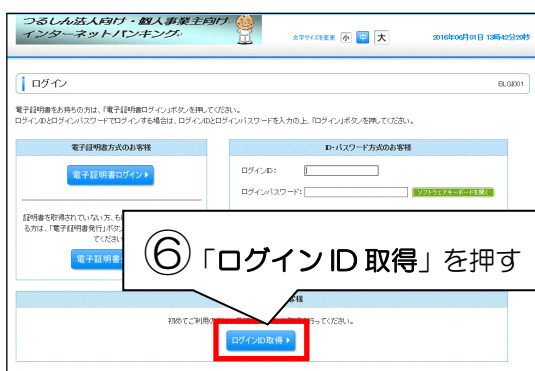 つるしん法人向け・個人事業主向け
インターネットバンキング
文字サイズを変更 小 中 大
2016年06月01日 13時42分20秒
ログイン
BLGI001
電子証明書をお持ちの方は、「電子証明書ログイン」ボタンを押してください。
ログインIDとログインパスワードでログインする場合は、ログインIDとログインパスワードを入力の上、「ログイン」ボタンを押してください。
電子証明書方式のお客様
ID・パスワード方式のお客様
電子証明書ログイン
ログインID：
ログインパスワード：
ソフトウェアキーボードを開く
証明書を取得されていない方、
る方は、「電子証明書発行」ボタン
てください
電子証明書
⑥「ログインID 取得」を押す
客様
初めてご利用の
行ってください。
ログインID取得